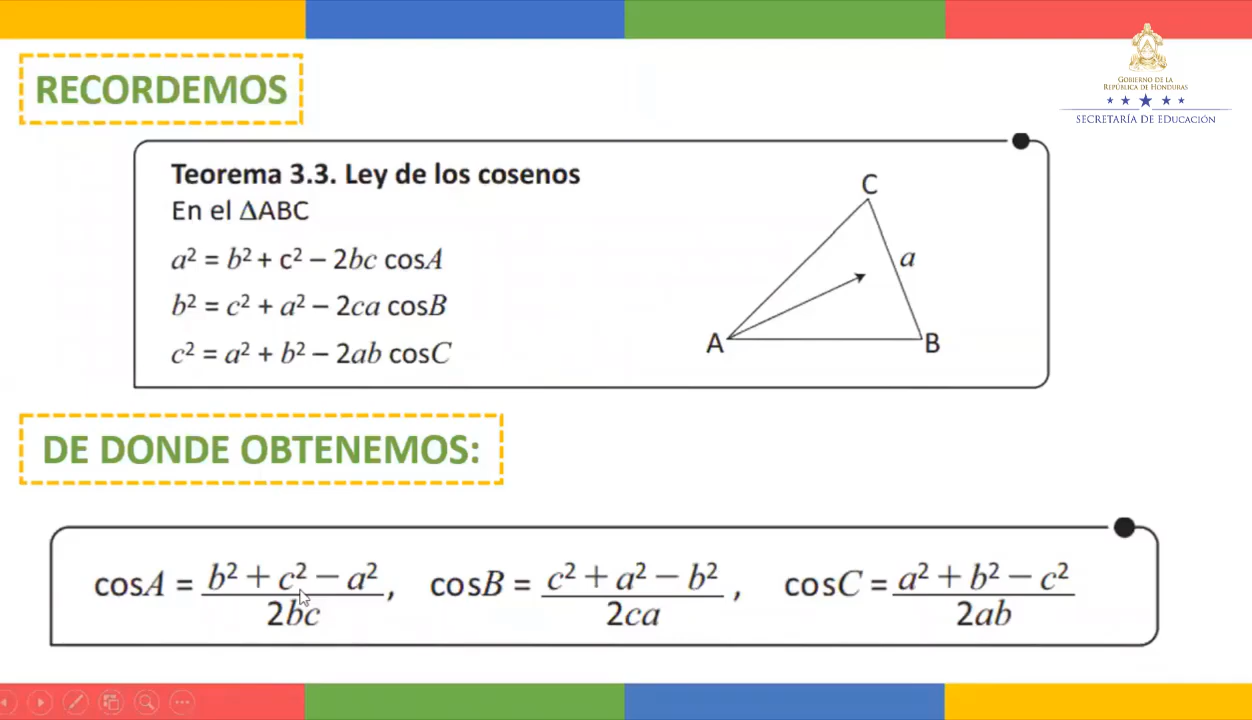 GOBIERNO DE LA
REPÚBLICA DE HONDURAS
SECRETARÍA DE EDUCACIÓN
RECORDEMOS
Teorema 3.3. Ley de los cosenos
En el ΔABC
a² = b² + c² – 2bc cosA
b² = c² + a² – 2ca cosB
c² = a² + b² – 2ab cosC
C
a
A
B
DE DONDE OBTENEMOS:
cosA = (b² + c² – a²)/2bc, cosB = (c² + a² – b²)/2ca, cosC = (a² + b² – c²)/2ab